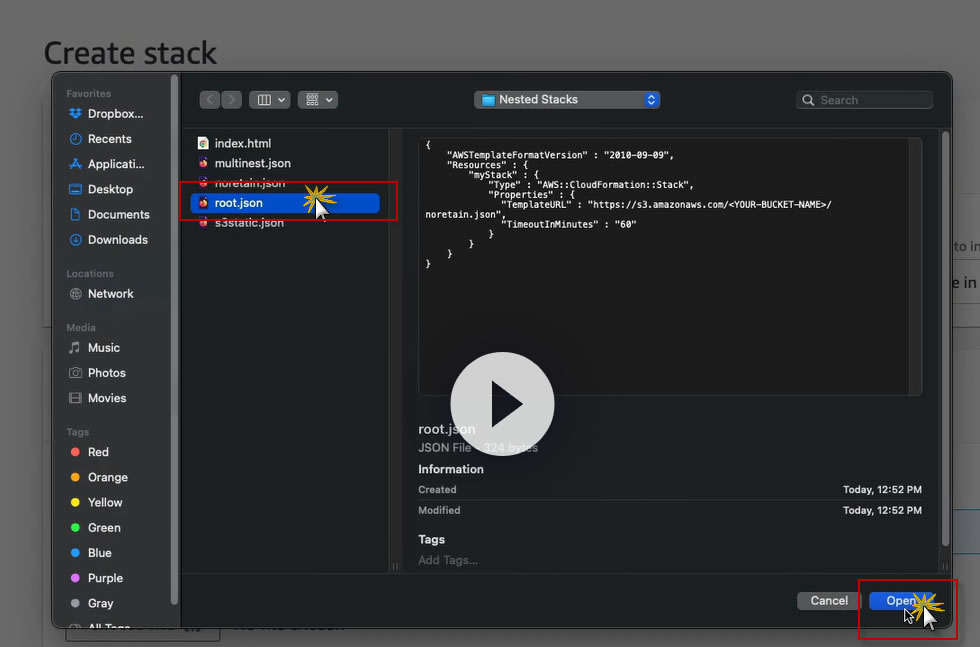 Create stack
Favorites
Dropbox...
Recents
Applicati...
Desktop
Documents
Downloads
Locations
Network
Media
Music
Photos
Movies
Tags
Red
Orange
Yellow
Green
Blue
Purple
Gray
All Tags
Nested Stacks
Search
index.html
multinest.json
noretain.json
root.json
s3static.json
{
"AWSTemplateFormatVersion" : "2010-09-09",
"Resources" : {
"myStack" : {
"Type" : "AWS::CloudFormation::Stack",
"Properties" : {
"TemplateURL" : "https://s3.amazonaws.com/<YOUR-BUCKET-NAME>/
noretain.json",
"TimeoutInMinutes" : "60"
}
}
}
}
root.json
JSON File - 324 bytes
Information
Created Today, 12:52 PM
Modified Today, 12:52 PM
Tags
Add Tags...
Cancel
Open
to in
e in